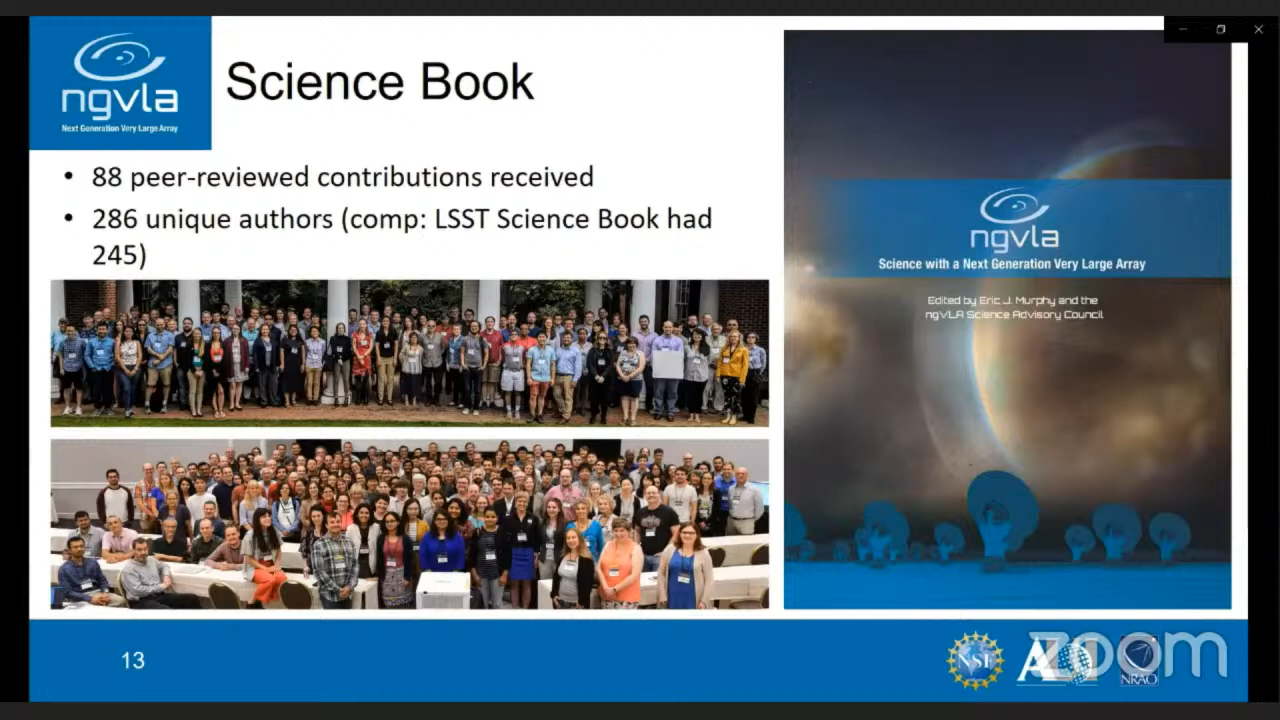 ngvla
Next Generation Very Large Array
Science Book
• 88 peer-reviewed contributions received
• 286 unique authors (comp: LSST Science Book had
245)
ngvla
Science with a Next Generation Very Large Array
Edited by Eric J. Murphy and the
ngVLA Science Advisory Council
13
NSF
NRAO
zoom